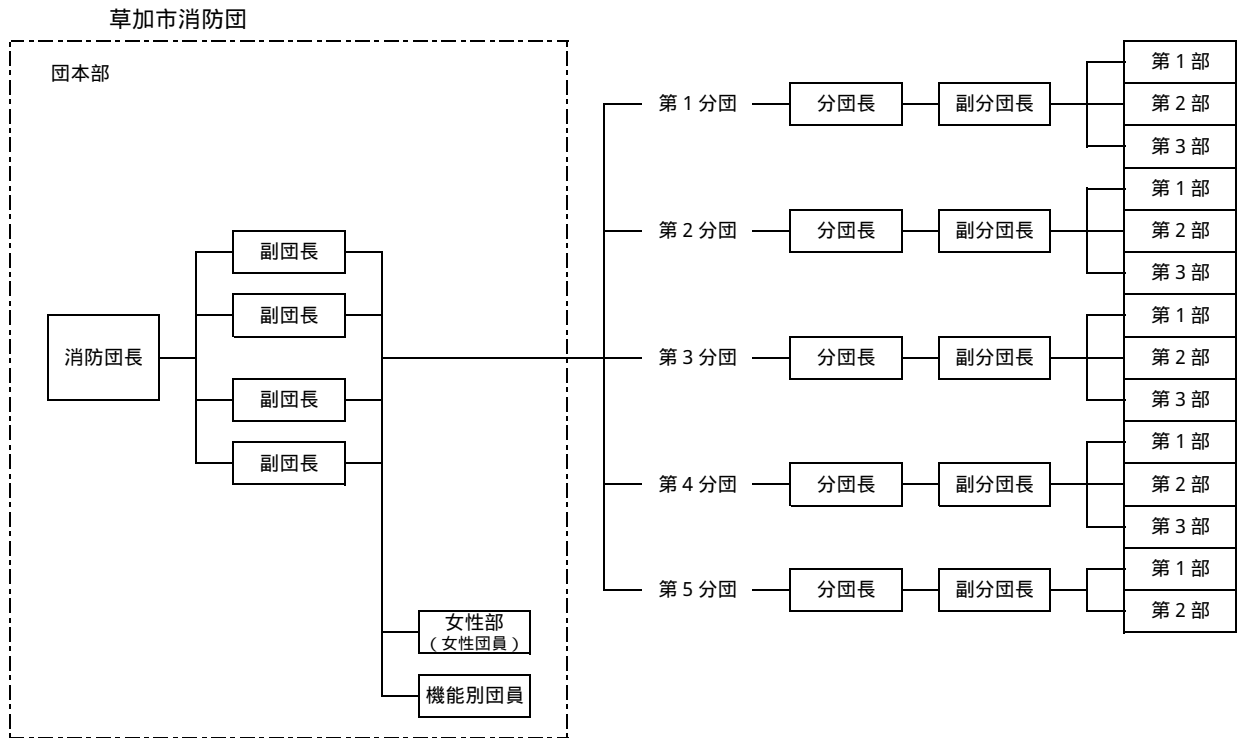 草加市消防団
団本部
消防団長
副団長
副団長
副団長
副団長
女性部
（女性団員）
機能別団員
第１分団
分団長
副分団長
第１部
第２部
第３部
第２分団
分団長
副分団長
第１部
第２部
第３部
第３分団
分団長
副分団長
第１部
第２部
第３部
第４分団
分団長
副分団長
第１部
第２部
第３部
第５分団
分団長
副分団長
第１部
第２部